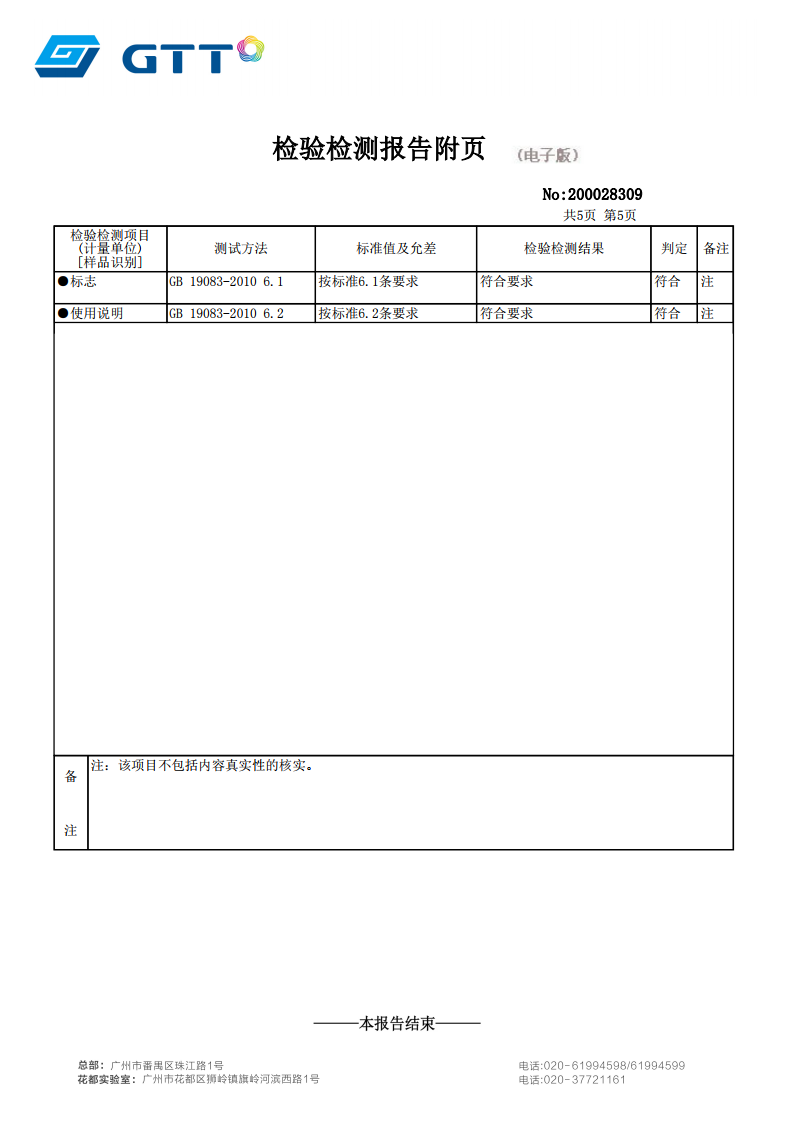 GTT
检验检测报告附页 (电子版)
No:200028309
共5页 第5页
检验检测项目
(计量单位)
[样品识别]
测试方法
标准值及允差
检验检测结果
判定
备注
●标志 GB 19083-2010 6.1 按标准6.1条要求 符合要求 符合 注
●使用说明 GB 19083-2010 6.2 按标准6.2条要求 符合要求 符合 注
备注
注：该项目不包括内容真实性的核实。
———本报告结束———
总部：广州市番禺区珠江路1号 电话:020-61994598/61994599
花都实验室：广州市花都区狮岭镇旗岭河滨西路1号 电话:020-37721161